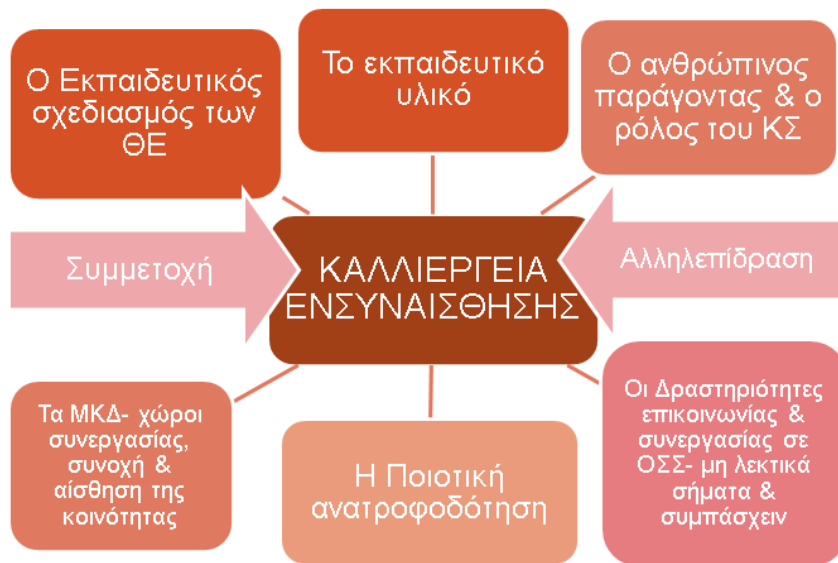 Ο Εκπαιδευτικός
σχεδιασμός των
ΘΕ
Το εκπαιδευτικό
υλικό
Ο ανθρώπινος
παράγοντας & ο
ρόλος του ΚΣ
Συμμετοχή
ΚΑΛΛΙΕΡΓΕΙΑ
ΕΝΣΥΝΑΙΣΘΗΣΗΣ
Αλληλεπίδραση
Τα ΜΚΔ- χώροι
συνεργασίας,
συνοχή &
αίσθηση της
κοινότητας
Η Ποιοτική
ανατροφοδότηση
Οι Δραστηριότητες
επικοινωνίας &
συνεργασίας σε
ΟΣΣ- μη λεκτικά
σήματα &
συμπάσχειν